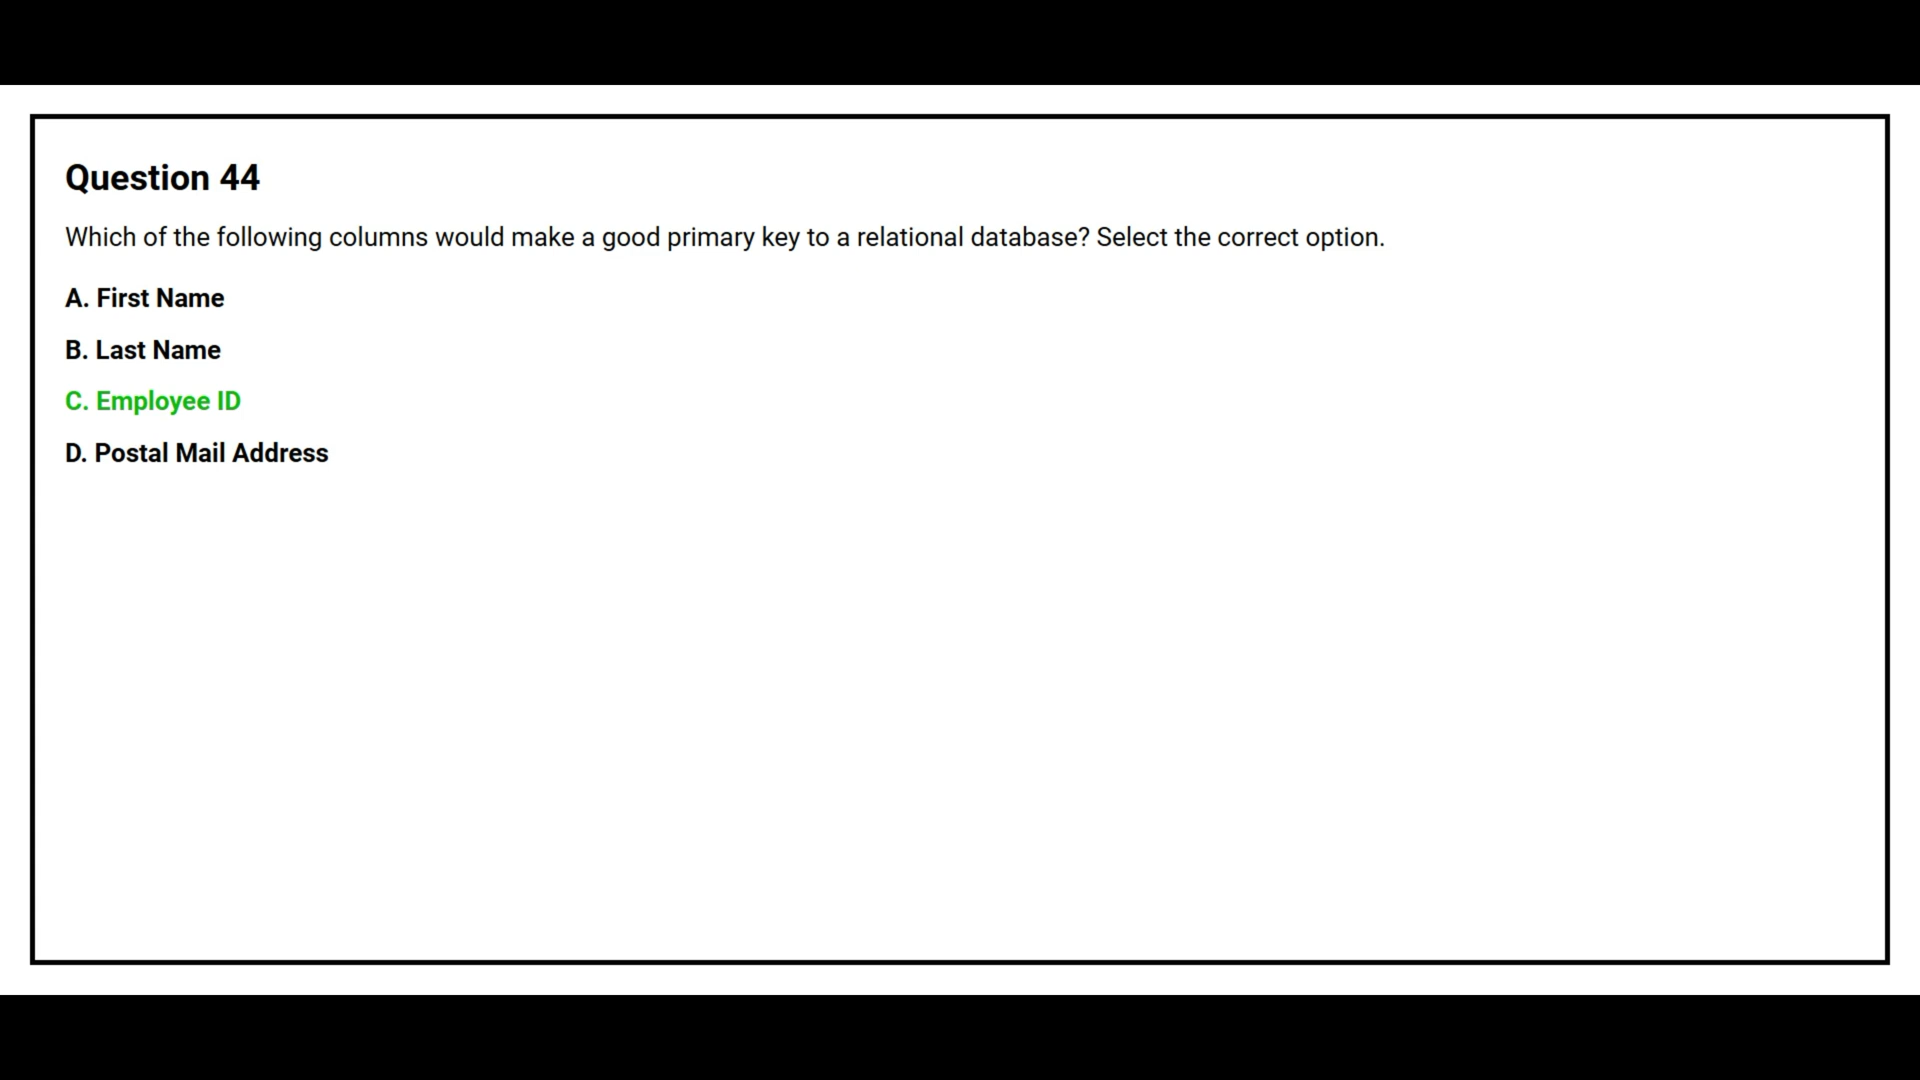 Question 44
Which of the following columns would make a good primary key to a relational database? Select the correct option.
A. First Name
B. Last Name
C. Employee ID
D. Postal Mail Address